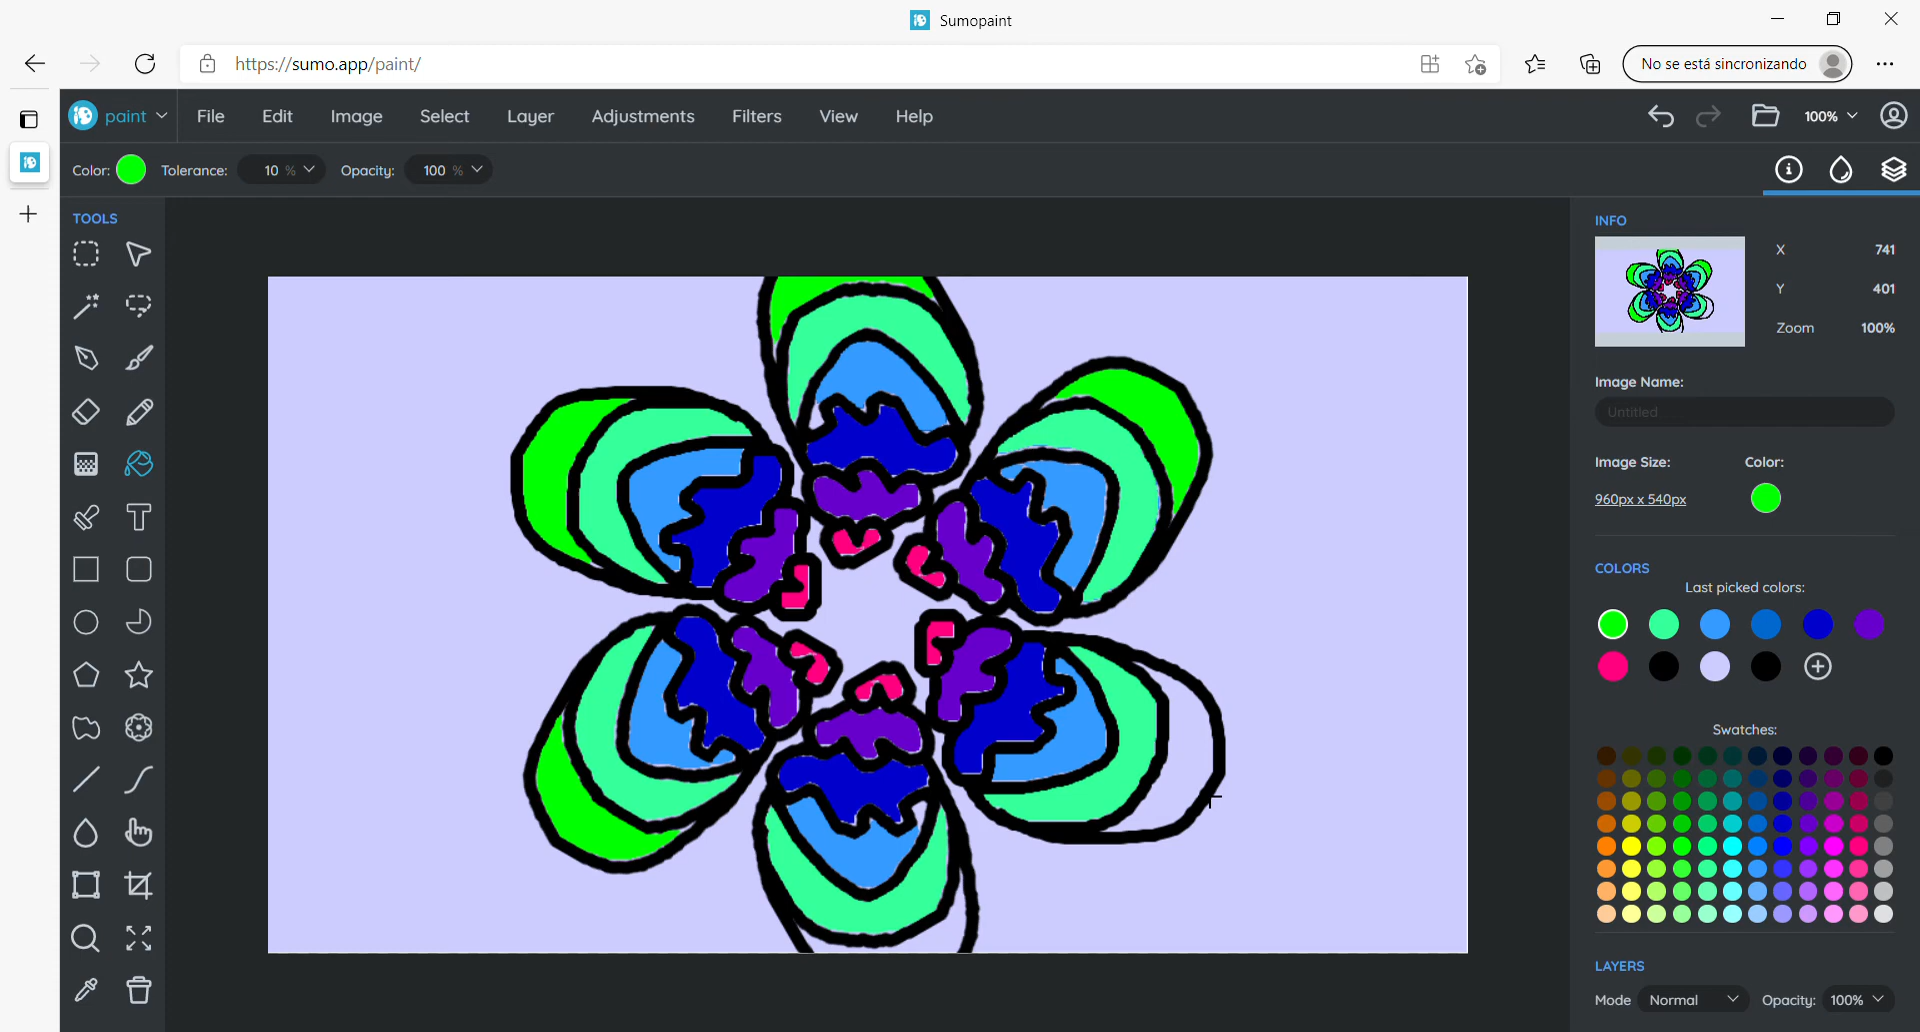 Sumopaint
https://sumo.app/paint/
No se está sincronizando
paint File Edit Image Select Layer Adjustments Filters View Help 100%
Color: Tolerance: 10 % Opacity: 100 %
TOOLS
INFO
X 741
Y 401
Zoom 100%
Image Name:
Untitled
Image Size: Color:
960px x 540px
COLORS
Last picked colors:
Swatches:
LAYERS
Mode Normal Opacity: 100%